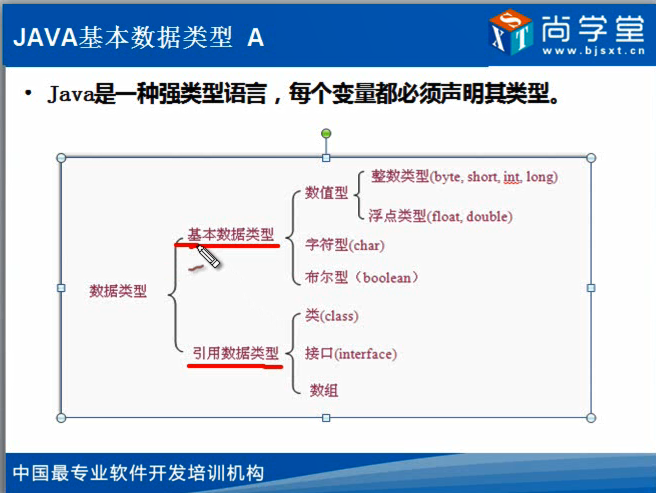 JAVA基本数据类型 A
XST
尚学堂
www.bjsxt.cn
• Java是一种强类型语言，每个变量都必须声明其类型。
整数类型(byte, short, int, long)
数值型
浮点类型(float, double)
基本数据类型
字符型(char)
布尔型（boolean）
数据类型
类(class)
引用数据类型
接口(interface)
数组
中国最专业软件开发培训机构